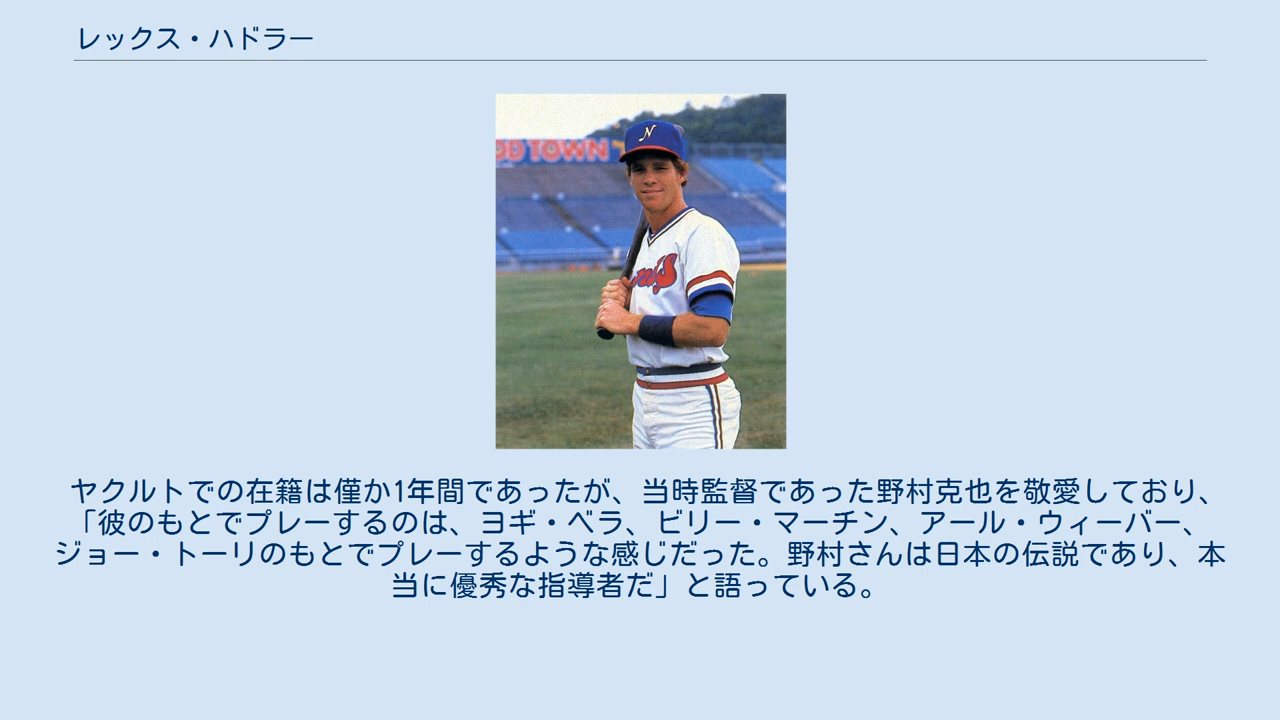 レックス・ハドラー
OD TOWN
N
ヤクルトでの在籍は僅か1年間であったが、当時監督であった野村克也を敬愛しており、
「彼のもとでプレーするのは、ヨギ・ベラ、ビリー・マーチン、アール・ウィーバー、
ジョー・トーリのもとでプレーするような感じだった。野村さんは日本の伝説であり、本
当に優秀な指導者だ」と語っている。